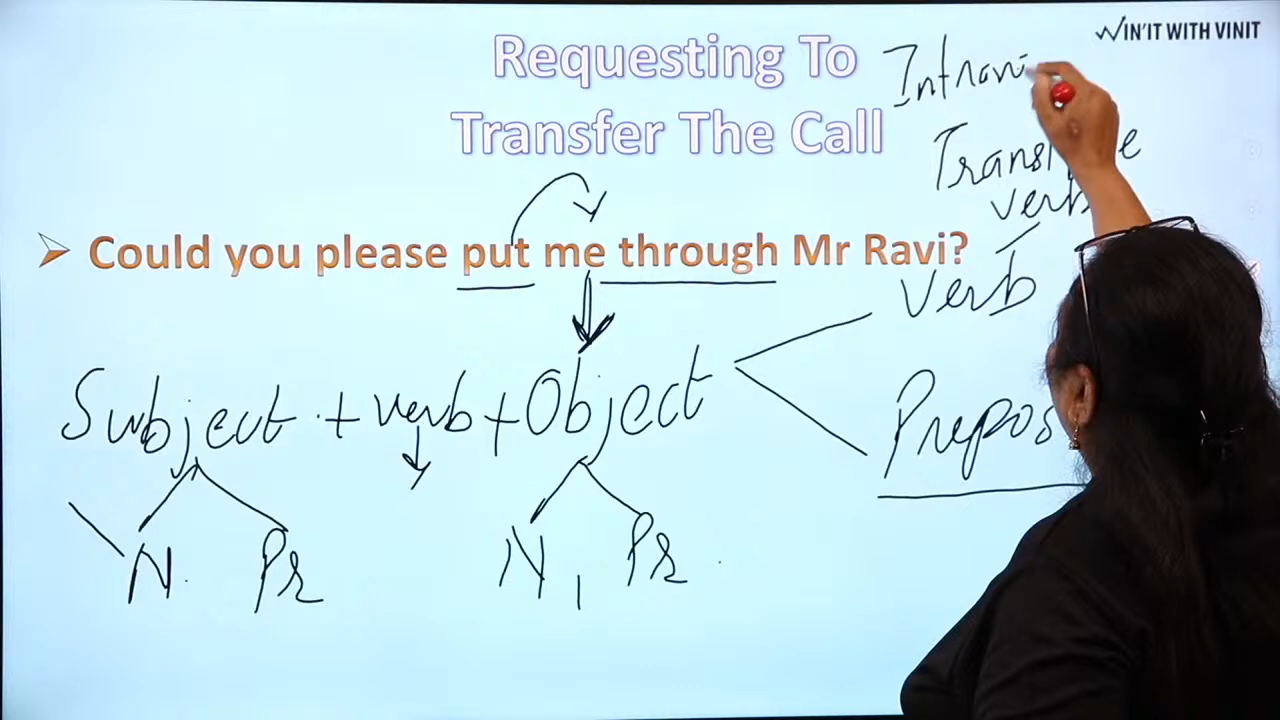 WIN'IT WITH VINIT
Requesting To
Transfer The Call
Could you please put me through Mr Ravi?
verb
Verb
Subject + verb + Object
N. Pr
N, Pr